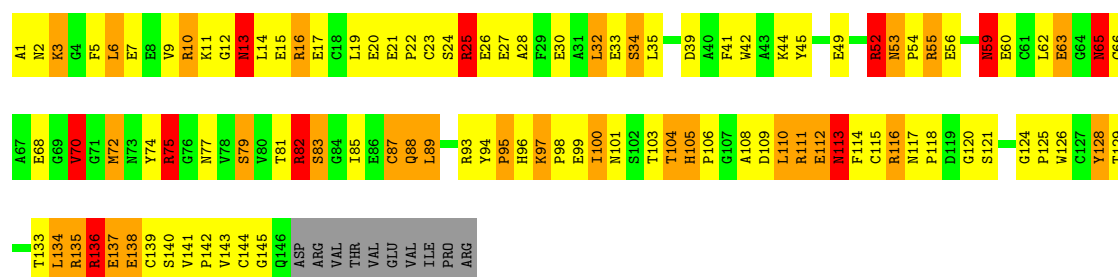 A1 N2 K3 G4 F5 L6 E7 E8 V9 R10 K11 G12 N13 L14 E15 R16 E17 C18 L19 E20 E21 P22 C23 S24 R25 E26 E27 A28 F29 E30 A31 L32 E33 S34 L35 D39 A40 F41 W42 A43 K44 Y45 E49 R52 N53 P54 R55 E56 N59 E60 C61 L62 E63 G64 N65 C66
A67 E68 G69 V70 G71 M72 N73 Y74 R75 G76 N77 V78 S79 V80 T81 R82 S83 G84 I85 E86 C87 Q88 L89 R93 Y94 P95 H96 K97 P98 E99 I100 N101 S102 T103 T104 H105 P106 G107 A108 D109 L110 R111 E112 N113 F114 C115 R116 N117 P118 D119 G120 S121 G124 P125 W126 C127 Y128 T129
T133 L134 R135 R136 E137 E138 C139 S140 V141 P142 V143 C144 G145 Q146 ASP ARG VAL THR VAL GLU VAL ILE PRO ARG